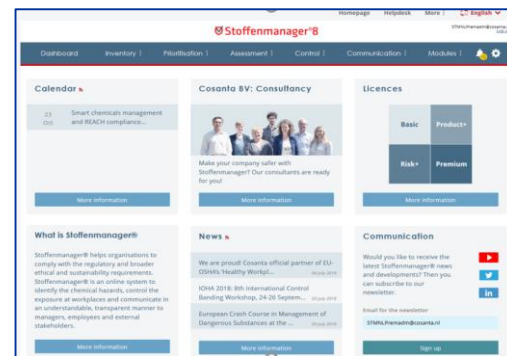 Homepage Helpdesk More English
Stoffenmanager®8
Dashboard Inventory Prioritisation Assessment Control Communication Modules
Calendar
23
Oct
Smart chemicals management
and REACH compliance...
More information
Cosanta BV: Consultancy
Make your company safer with
Stoffenmanager? Our consultants are ready
for you!
More information
Licences
Basic Product+
Risk+ Premium
More information
What is Stoffenmanager®
Stoffenmanager® helps organisations to
comply with the regulatory and broader
ethical and sustainability requirements.
Stoffenmanager® is an online system to
identify the chemical hazards, control the
exposure at workplaces and communicate in
an understandable, transparent manner to
managers, employees and external
stakeholders.
More information
News
We are proud! Cosanta official partner of EU-
OSHA's 'Healthy Workpl...
IOHA 2018: 8th International Control
Banding Workshop, 24-26 Septem...
European Crash Course in Management of
Dangerous Substances at the ...
More information
Communication
Would you like to receive the
latest Stoffenmanager® news
and developments? Then you
can subscribe to our
newsletter.
Email for the newsletter
STMNLPremadm@cosanta.nl
Sign up